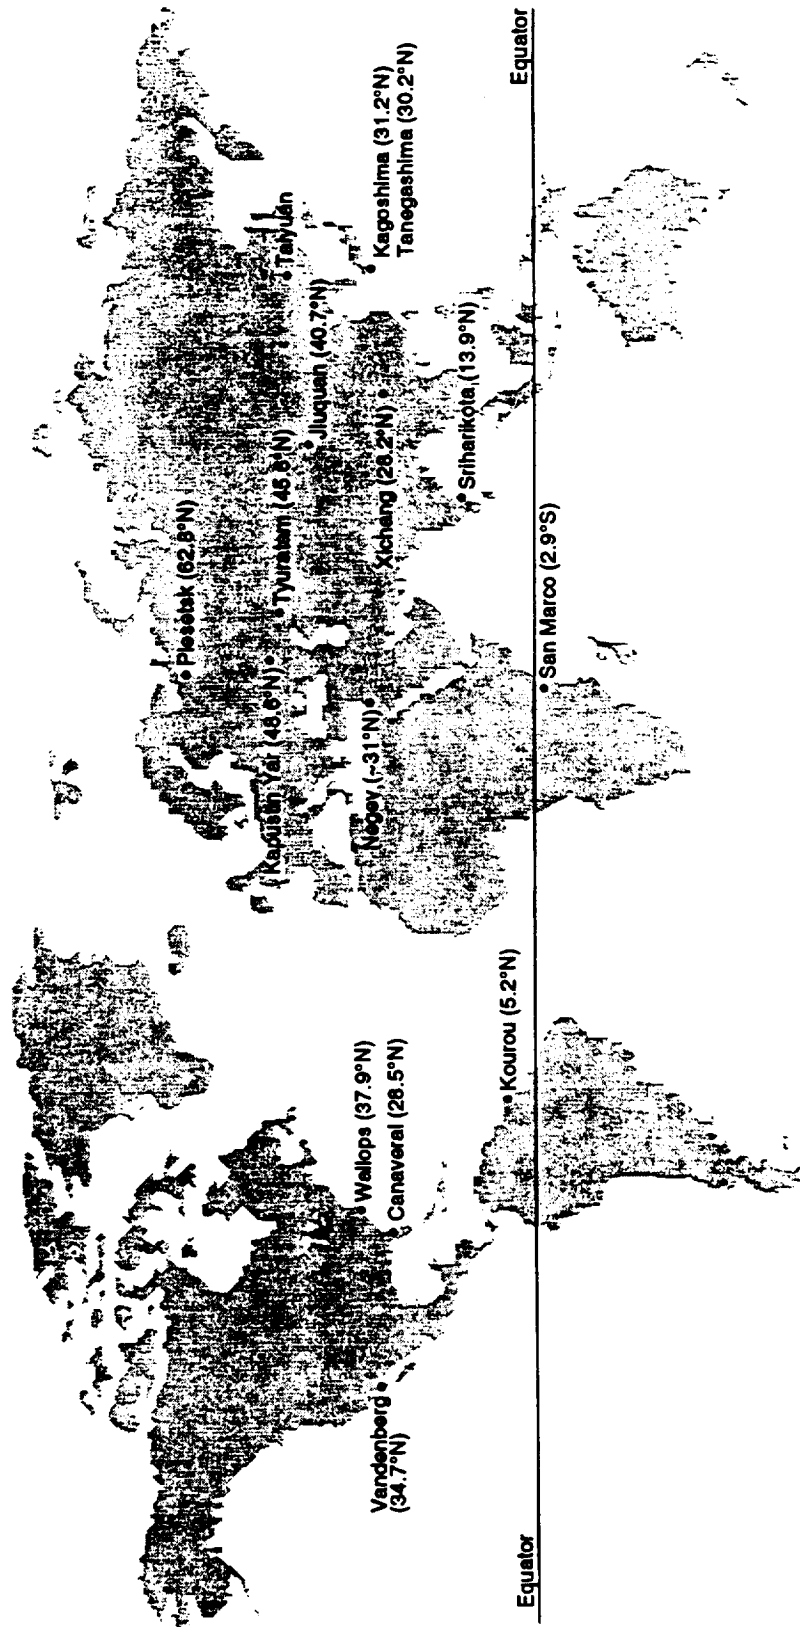 Plesetsk (62.8°N)
Kapustin Yar (48.6°N)
Tyuratam (45.6°N)
Taiyuan
Jiuquan (40.7°N)
Kagoshima (31.2°N)
Tanegashima (30.2°N)
Negev (~31°N)
Xichang (28.2°N)
Sriharikota (13.9°N)
Wallops (37.9°N)
Canaveral (28.5°N)
Vandenberg
(34.7°N)
Kourou (5.2°N)
San Marco (2.9°S)
Equator
Equator